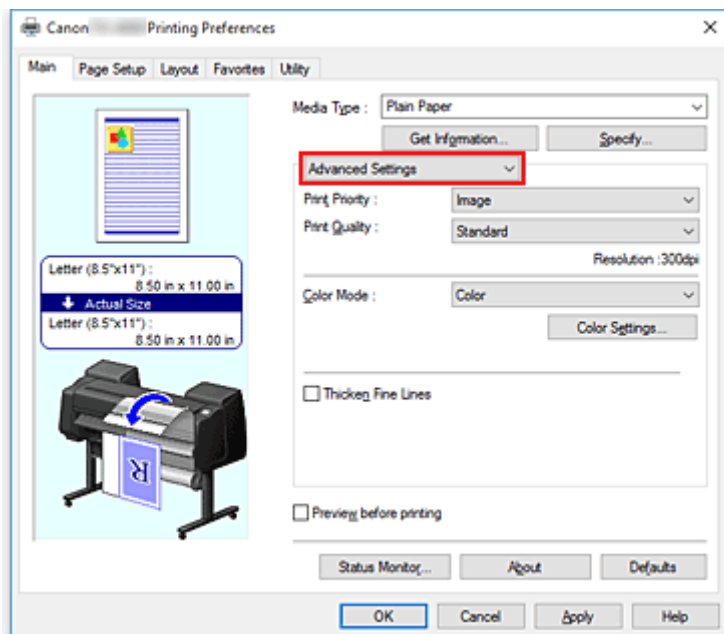 Canon Printing Preferences
Main Page Setup Layout Favorites Utility
Media Type : Plain Paper
Get Information... Specify...
Advanced Settings
Print Priority : Image
Print Quality : Standard
Resolution :300dpi
Letter (8.5"x11") :
8.50 in x 11.00 in
Actual Size
Letter (8.5"x11") :
8.50 in x 11.00 in
Color Mode : Color
Color Settings...
Thicken Fine Lines
R
Preview before printing
Status Monitor... About Defaults
OK Cancel Apply Help